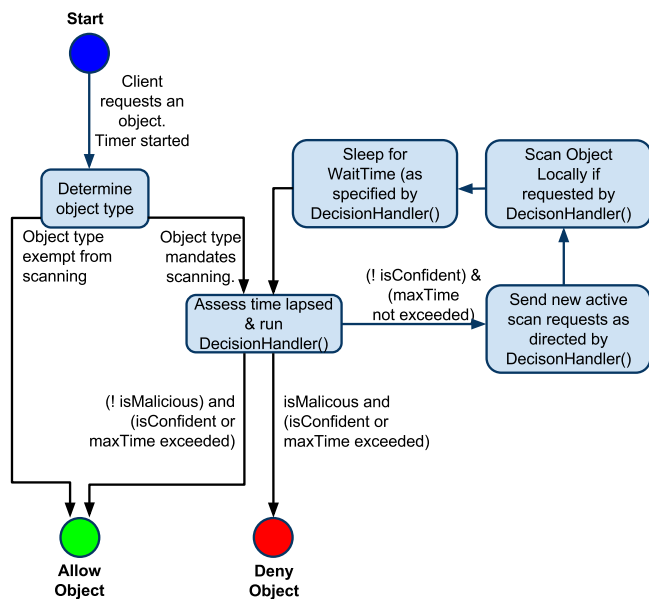 Start
Client
requests an
object.
Timer started
Determine
object type
Object type
exempt from
scanning
Object type
mandates
scanning.
Sleep for
WaitTime (as
specified by
DecisionHandler()
Scan Object
Locally if
requested by
DecisonHandler()
Assess time lapsed
& run
DecisionHandler()
(! isConfident) &
(maxTime
not exceeded)
Send new active
scan requests as
directed by
DecisonHandler()
(! isMalicious) and
(isConfident or
maxTime exceeded)
isMalicous and
(isConfident or
maxTime exceeded)
Allow
Object
Deny
Object